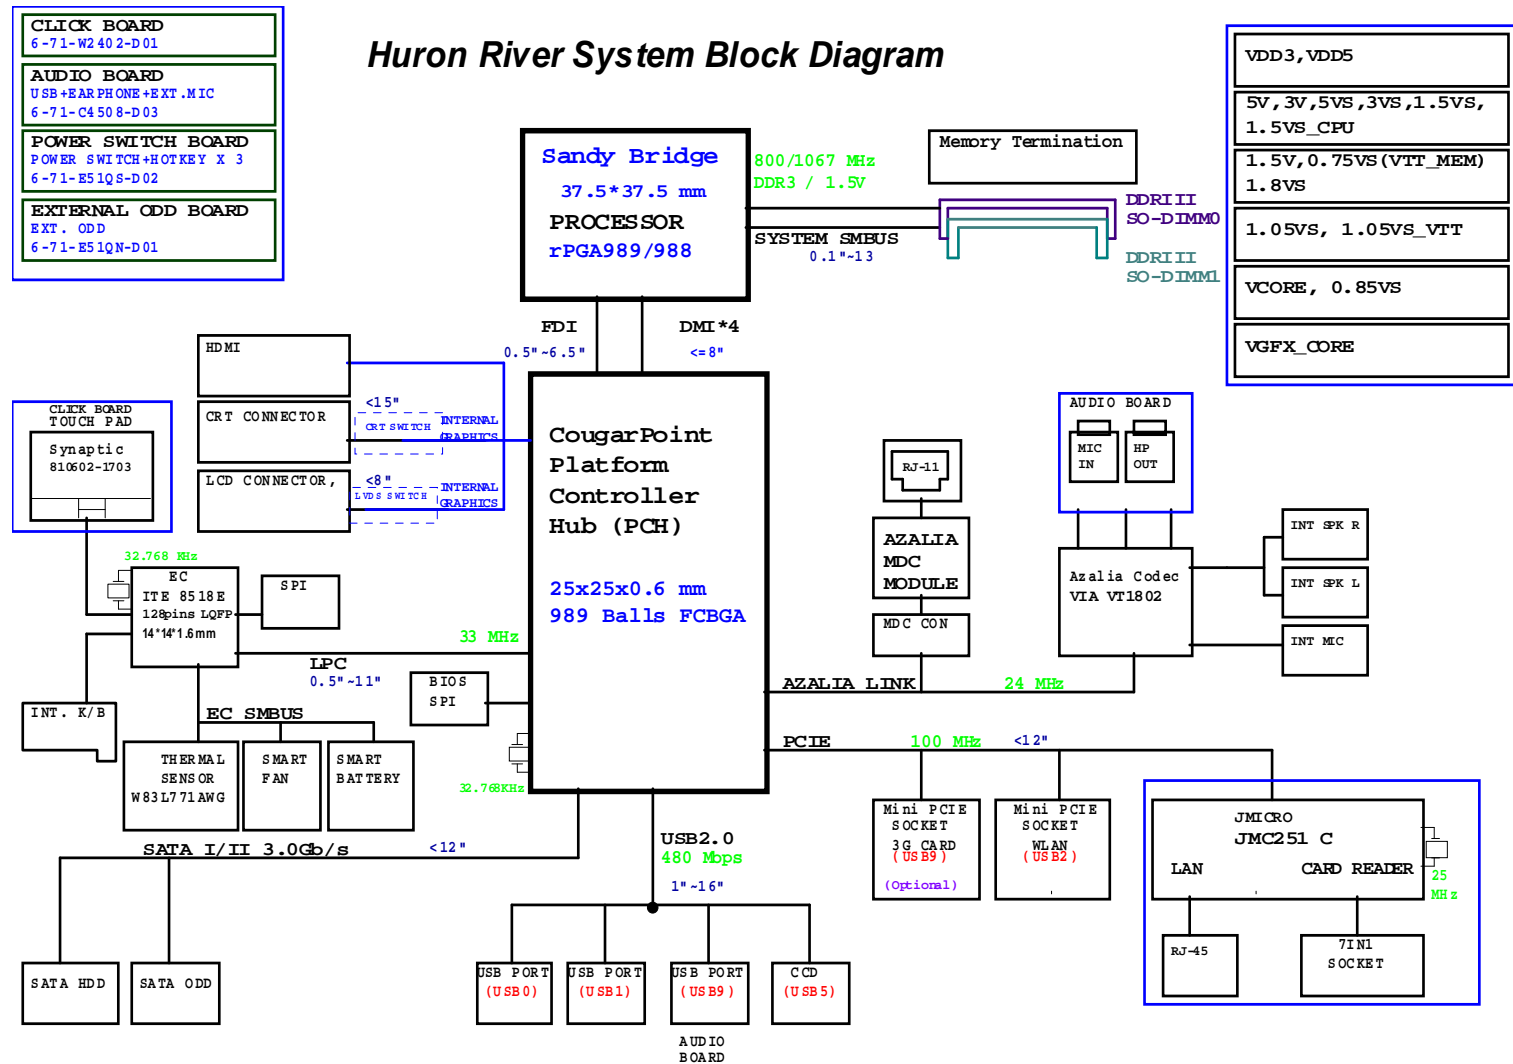 Huron River System Block Diagram
CLICK BOARD
6-71-W2402-D01
AUDIO BOARD
USB+EARPHONE+EXT.MIC
6-71-C4508-D03
POWER SWITCH BOARD
POWER SWITCH+HOTKEY X 3
6-71-E51QS-D02
EXTERNAL ODD BOARD
EXT. ODD
6-71-E51QN-D01
VDD3,VDD5
5V,3V,5VS,3VS,1.5VS,
1.5VS_CPU
1.5V,0.75VS(VTT_MEM)
1.8VS
1.05VS, 1.05VS_VTT
VCORE, 0.85VS
VGFX_CORE
Sandy Bridge
37.5*37.5 mm
PROCESSOR
rPGA989/988
800/1067 MHz
DDR3 / 1.5V
SYSTEM SMBUS
0.1"~13
Memory Termination
DDRIII
SO-DIMM0
DDRIII
SO-DIMM1
FDI
0.5"~6.5"
DMI*4
<=8"
HDMI
CRT CONNECTOR
<15"
CRT SWITCH
INTERNAL
GRAPHICS
LCD CONNECTOR,
<8"
LVDS SWITCH
INTERNAL
GRAPHICS
CLICK BOARD
TOUCH PAD
Synaptic
810602-1703
32.768 KHz
EC
ITE 8518E
128pins LQFP
14*14*1.6mm
SPI
33 MHz
LPC
0.5"~11"
BIOS
SPI
32.768KHz
INT. K/B
EC SMBUS
THERMAL
SENSOR
W83L771AWG
SMART
FAN
SMART
BATTERY
CougarPoint
Platform
Controller
Hub (PCH)
25x25x0.6 mm
989 Balls FCBGA
RJ-11
AZALIA
MDC
MODULE
MDC CON
AUDIO BOARD
MIC
IN
HP
OUT
Azalia Codec
VIA VT1802
INT SPK R
INT SPK L
INT MIC
AZALIA LINK
24 MHz
PCIE
100 MHz
<12"
Mini PCIE
SOCKET
3G CARD
(USB9)
(Optional)
Mini PCIE
SOCKET
WLAN
(USB2)
JMICRO
JMC251 C
LAN
CARD READER
25
MHz
RJ-45
7IN1
SOCKET
SATA I/II 3.0Gb/s
<12"
SATA HDD
SATA ODD
USB2.0
480 Mbps
1"~16"
USB PORT
(USB0)
USB PORT
(USB1)
USB PORT
(USB9)
AUDIO
BOARD
CCD
(USB5)